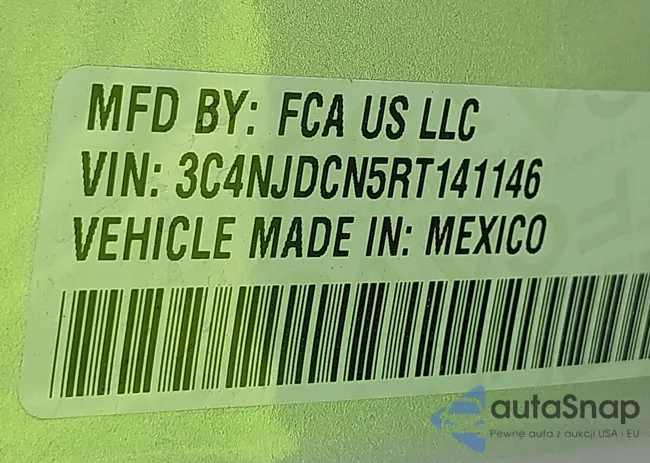 MFD BY: FCA US LLC
VIN: 3C4NJDCN5RT141146
VEHICLE MADE IN: MEXICO
autaSnap
Pewne auta z aukcji USA - EU